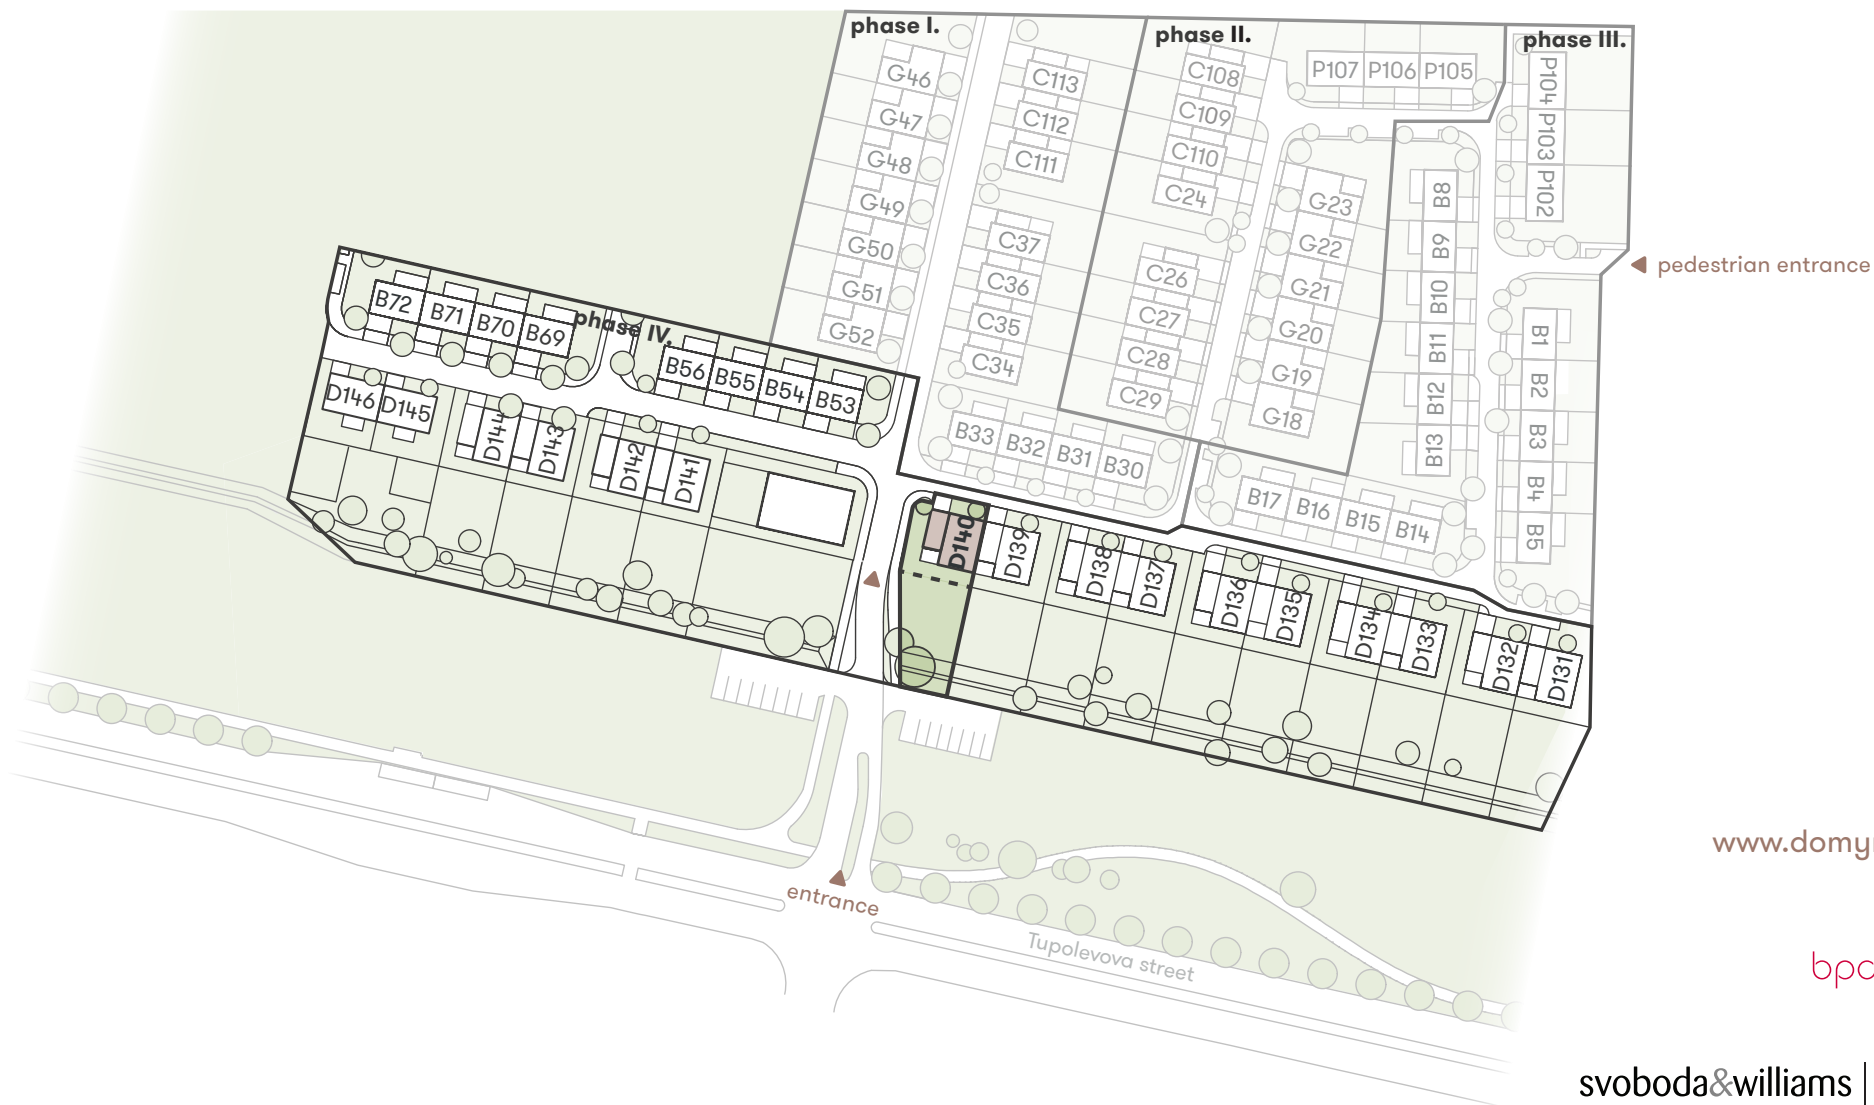 phase I.
phase II.
phase III.
G46
G47
G48
G49
G50
G51
G52
C113
C112
C111
C37
C36
C35
C34
C108
C109
C110
C24
C26
C27
C28
C29
P107 P106 P105
P104
P103
P102
G23
G22
G21
G20
G19
G18
B8
B9
B10
B11
B12
B13
B1
B2
B3
B4
B5
pedestrian entrance
B33 B32 B31 B30
B17 B16 B15 B14
phase IV.
B72 B71 B70 B69
B56 B55 B54 B53
D146 D145
D144 D143
D142 D141
D140 D139
D138 D137
D136 D135
D134 D133
D132 D131
entrance
Tupolevova street
www.domy
bpd
svoboda&williams